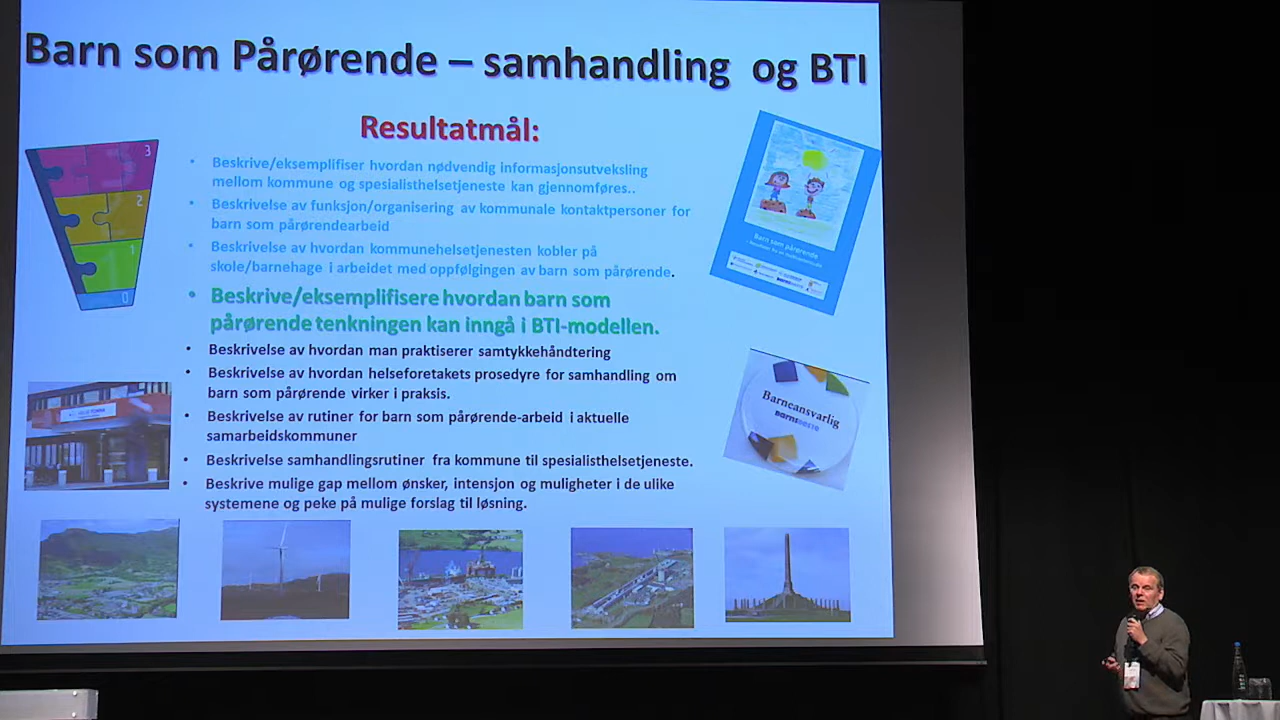 Barn som Pårørende – samhandling og BTI
Resultatmål:
• Beskrive/eksemplifiser hvordan nødvendig informasjonsutveksling
mellom kommune og spesialisthelsetjeneste kan gjennomføres..
• Beskrivelse av funksjon/organisering av kommunale kontaktpersoner for
barn som pårørendearbeid
• Beskrivelse av hvordan kommunehelsetjenesten kobler på
skole/barnehage i arbeidet med oppfølgingen av barn som pårørende.
• Beskrive/eksemplifisere hvordan barn som
pårørende tenkningen kan inngå i BTI-modellen.
• Beskrivelse av hvordan man praktiserer samtykkehåndtering
• Beskrivelse av hvordan helseforetakets prosedyre for samhandling om
barn som pårørende virker i praksis.
• Beskrivelse av rutiner for barn som pårørende-arbeid i aktuelle
samarbeidskommuner
• Beskrivelse samhandlingsrutiner fra kommune til spesialisthelsetjeneste.
• Beskrive mulige gap mellom ønsker, intensjon og muligheter i de ulike
systemene og peke på mulige forslag til løsning.
3
2
1
0
Barn som pårørende
Barneansvarlig
BARNSBESTE